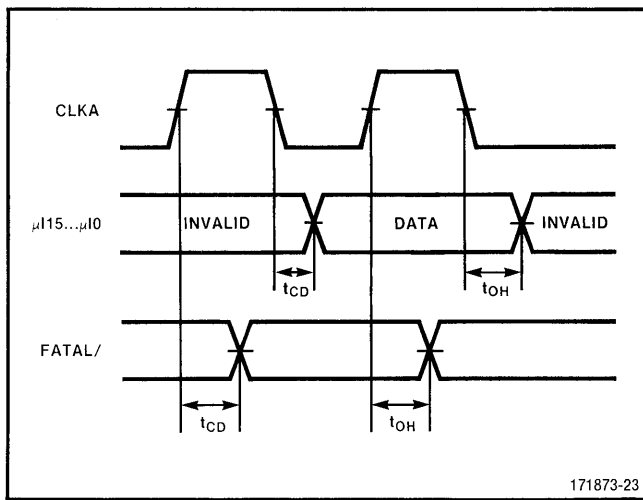 CLKA
µI15...µI0
INVALID
DATA
INVALID
tCD
tOH
FATAL/
tCD
tOH
171873-23